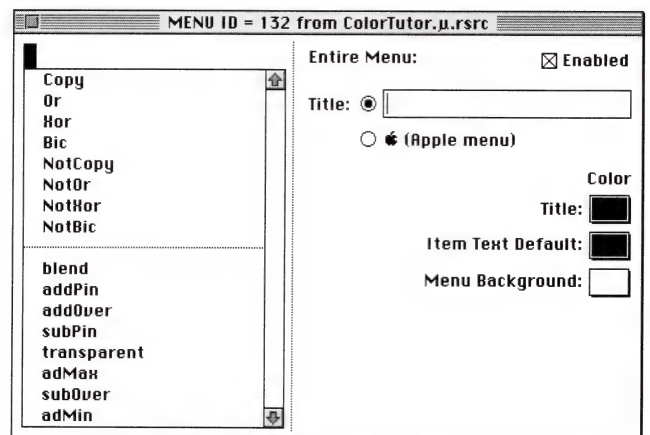 MENU ID = 132 from ColorTutor.µ.rsrc
Copy
Or
Xor
Bic
NotCopy
NotOr
NotXor
NotBic
blend
addPin
addOver
subPin
transparent
adMax
subOver
adMin
Entire Menu:
Enabled
Title:
(Apple menu)
Color
Title:
Item Text Default:
Menu Background: